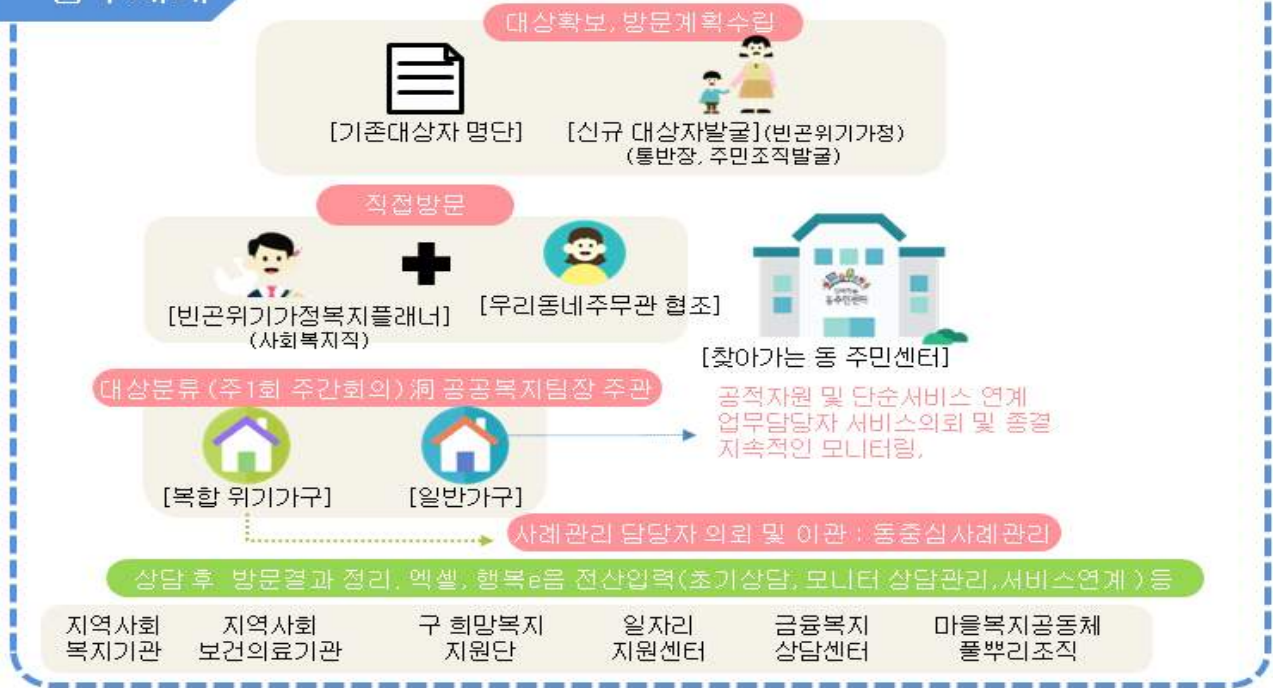 대상확보, 방문계획수립
[기존대상자 명단]
[신규 대상자발굴](빈곤위기가정)
(통반장, 주민조직발굴)
직접방문
[빈곤위기가정복지플래너]
(사회복지직)
[우리동네주무관 협조]
동주민센터
[찾아가는 동 주민센터]
대상분류 (주1회 주간회의) 洞 공공복지팀장 주관
공적자원 및 단순서비스 연계
업무담당자 서비스의뢰 및 종결
지속적인 모니터링,
[복합 위기가구]
[일반가구]
사례관리 담당자 의뢰 및 이관 : 동중심사례관리
상담 후 방문결과 정리. 엑셀, 행복e음 전산입력(초기상담, 모니터 상담관리,서비스연계 ) 등
지역사회
복지기관
지역사회
보건의료기관
구 희망복지
지원단
일자리
지원센터
금융복지
상담센터
마을복지공동체
풀뿌리조직